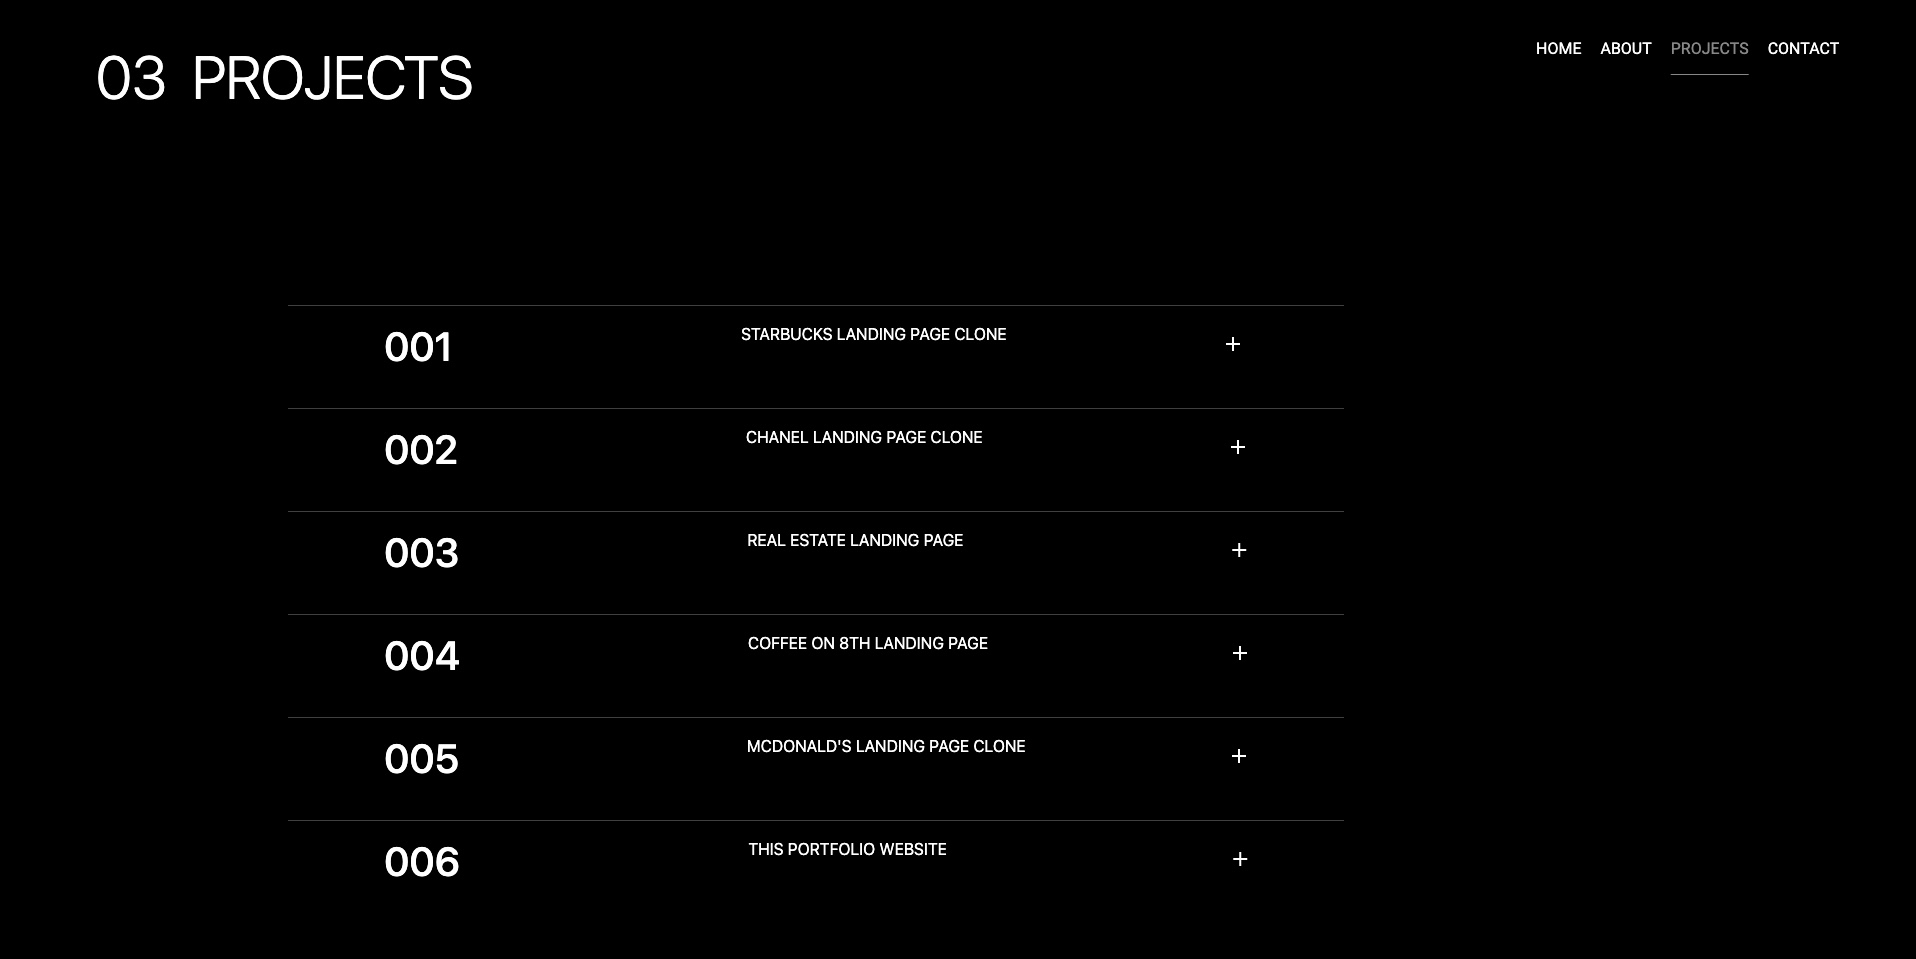 03 PROJECTS
HOME ABOUT PROJECTS CONTACT
001 STARBUCKS LANDING PAGE CLONE +
002 CHANEL LANDING PAGE CLONE +
003 REAL ESTATE LANDING PAGE +
004 COFFEE ON 8TH LANDING PAGE +
005 MCDONALD'S LANDING PAGE CLONE +
006 THIS PORTFOLIO WEBSITE +